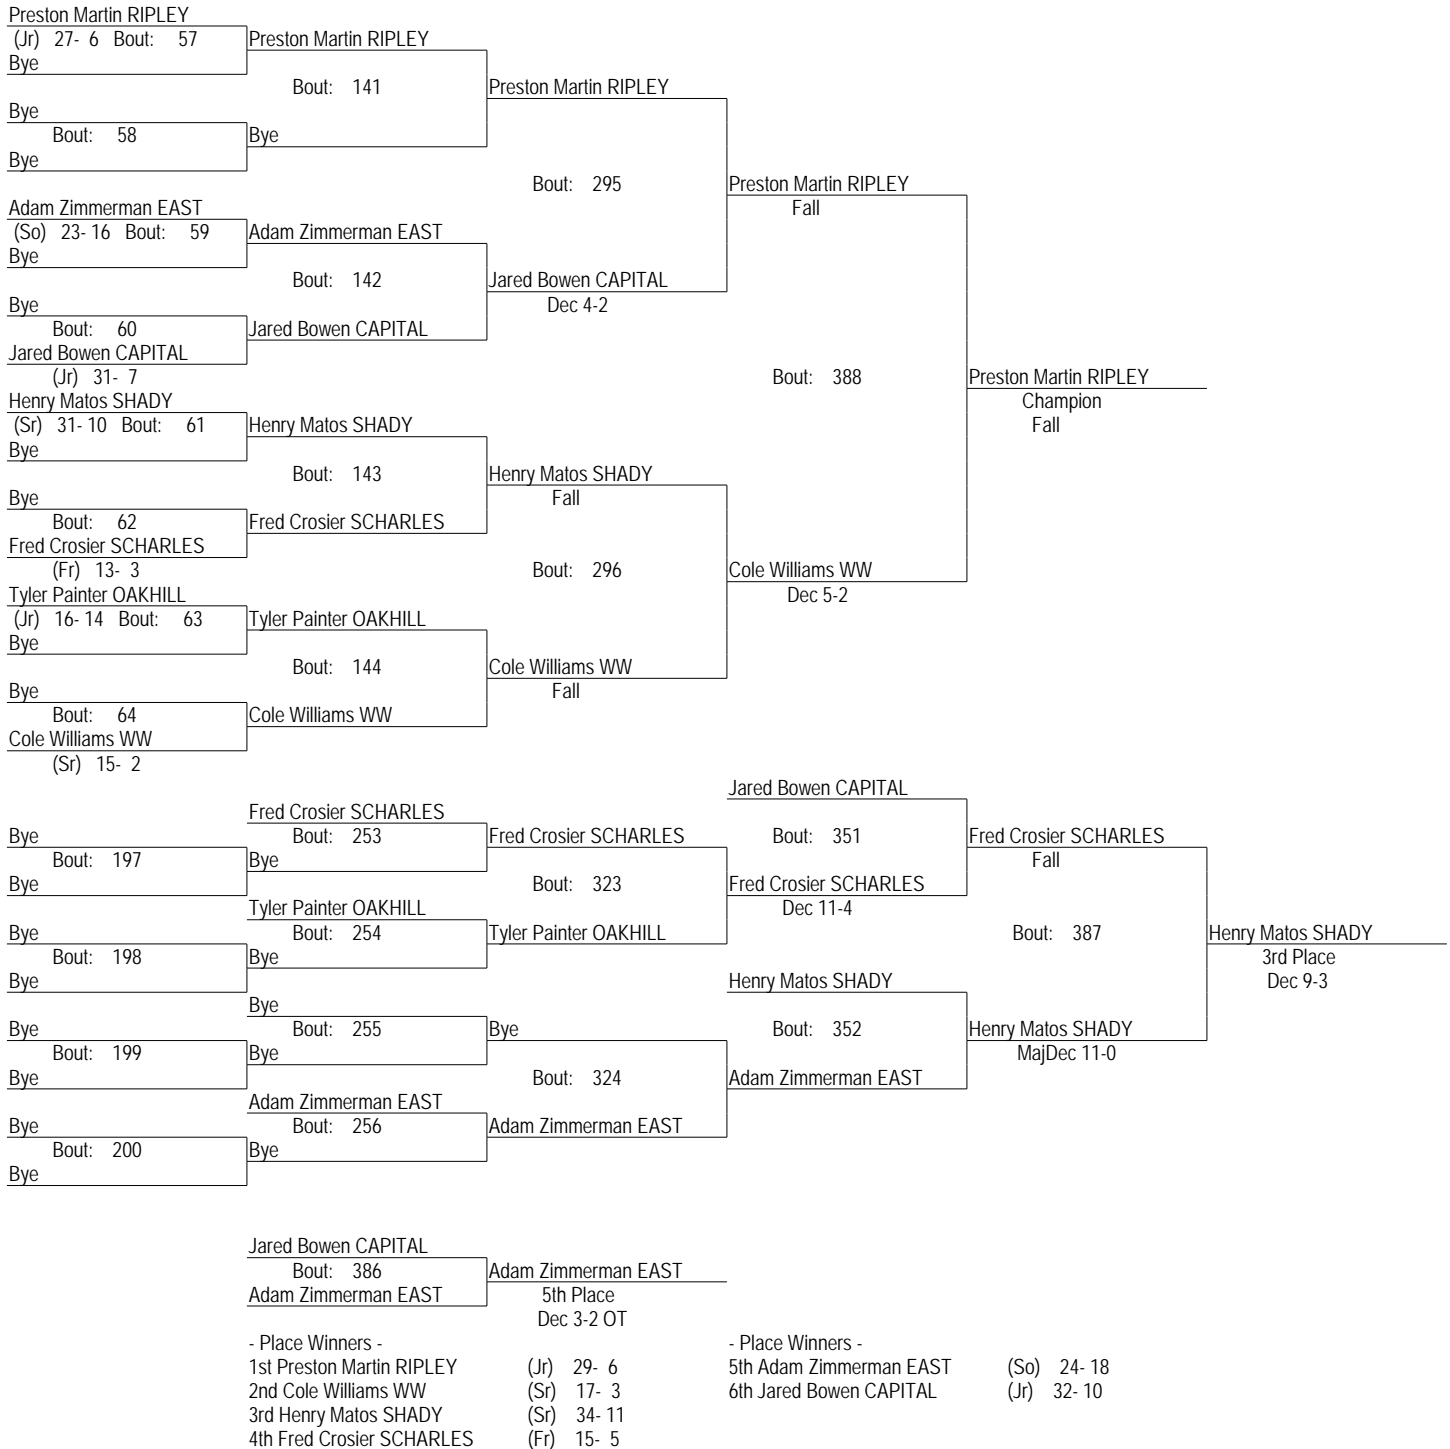 Preston Martin RIPLEY
(Jr) 27- 6 Bout: 57 Preston Martin RIPLEY
Bye
Bout: 141 Preston Martin RIPLEY
Bye
Bout: 58 Bye
Bye
Bout: 295 Preston Martin RIPLEY
Fall
Adam Zimmerman EAST
(So) 23- 16 Bout: 59 Adam Zimmerman EAST
Bye
Bout: 142 Jared Bowen CAPITAL
Bye Dec 4-2
Bout: 60 Jared Bowen CAPITAL
Jared Bowen CAPITAL
(Jr) 31- 7 Bout: 388 Preston Martin RIPLEY
Henry Matos SHADY Champion
(Sr) 31- 10 Bout: 61 Henry Matos SHADY Fall
Bye
Bout: 143 Henry Matos SHADY
Bye Fall
Bout: 62 Fred Crosier SCHARLES
Fred Crosier SCHARLES
(Fr) 13- 3 Bout: 296 Cole Williams WW
Tyler Painter OAKHILL Dec 5-2
(Jr) 16- 14 Bout: 63 Tyler Painter OAKHILL
Bye
Bout: 144 Cole Williams WW
Bye Fall
Bout: 64 Cole Williams WW
Cole Williams WW
(Sr) 15- 2
Jared Bowen CAPITAL
Fred Crosier SCHARLES
Bye Bout: 253 Fred Crosier SCHARLES Bout: 351 Fred Crosier SCHARLES
Bout: 197 Bye Fall
Bye Bout: 323 Fred Crosier SCHARLES
Tyler Painter OAKHILL Dec 11-4
Bye Bout: 254 Tyler Painter OAKHILL Bout: 387 Henry Matos SHADY
Bout: 198 Bye 3rd Place
Bye Henry Matos SHADY Dec 9-3
Bye
Bye Bout: 255 Bye Bout: 352 Henry Matos SHADY
Bout: 199 Bye MajDec 11-0
Bye Bout: 324 Adam Zimmerman EAST
Adam Zimmerman EAST
Bye Bout: 256 Adam Zimmerman EAST
Bout: 200 Bye
Bye
Jared Bowen CAPITAL
Bout: 386 Adam Zimmerman EAST
Adam Zimmerman EAST 5th Place
Dec 3-2 OT
- Place Winners - - Place Winners -
1st Preston Martin RIPLEY (Jr) 29- 6 5th Adam Zimmerman EAST (So) 24- 18
2nd Cole Williams WW (Sr) 17- 3 6th Jared Bowen CAPITAL (Jr) 32- 10
3rd Henry Matos SHADY (Sr) 34- 11
4th Fred Crosier SCHARLES (Fr) 15- 5